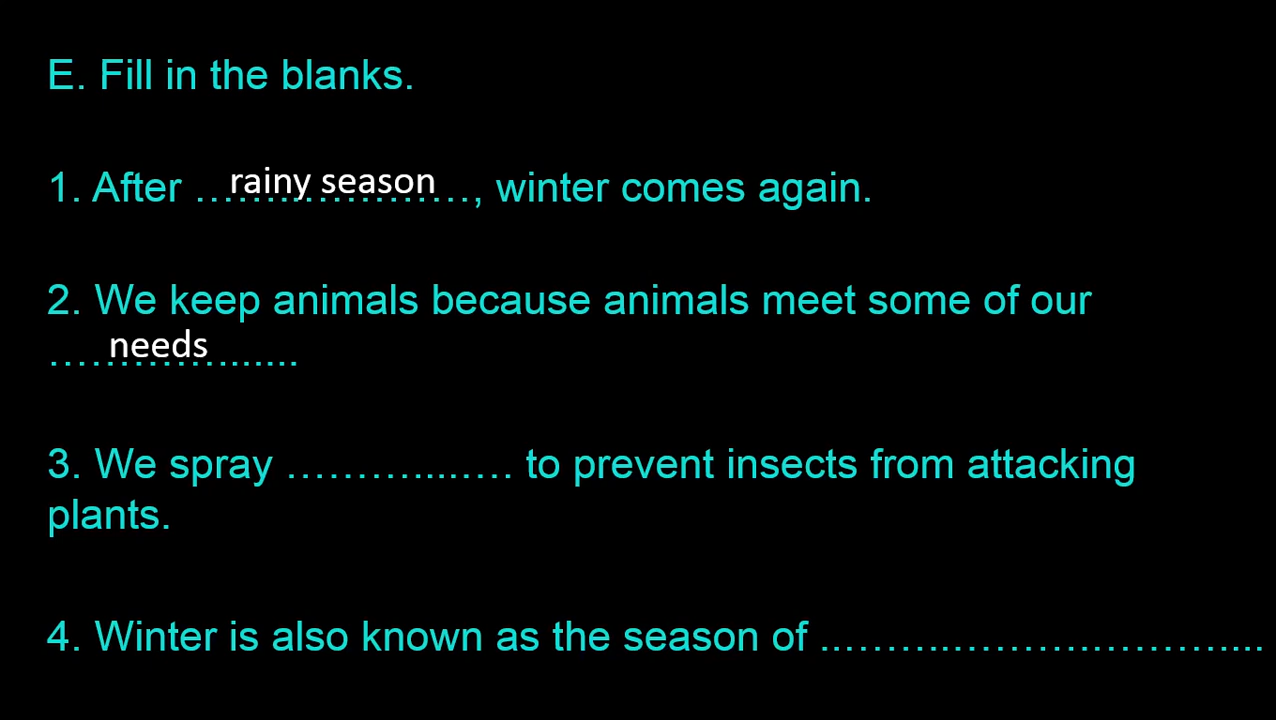 E. Fill in the blanks.
1. After ...rainy season..., winter comes again.
2. We keep animals because animals meet some of our
...needs......
3. We spray ………....…. to prevent insects from attacking
plants.
4. Winter is also known as the season of ..……..………………....